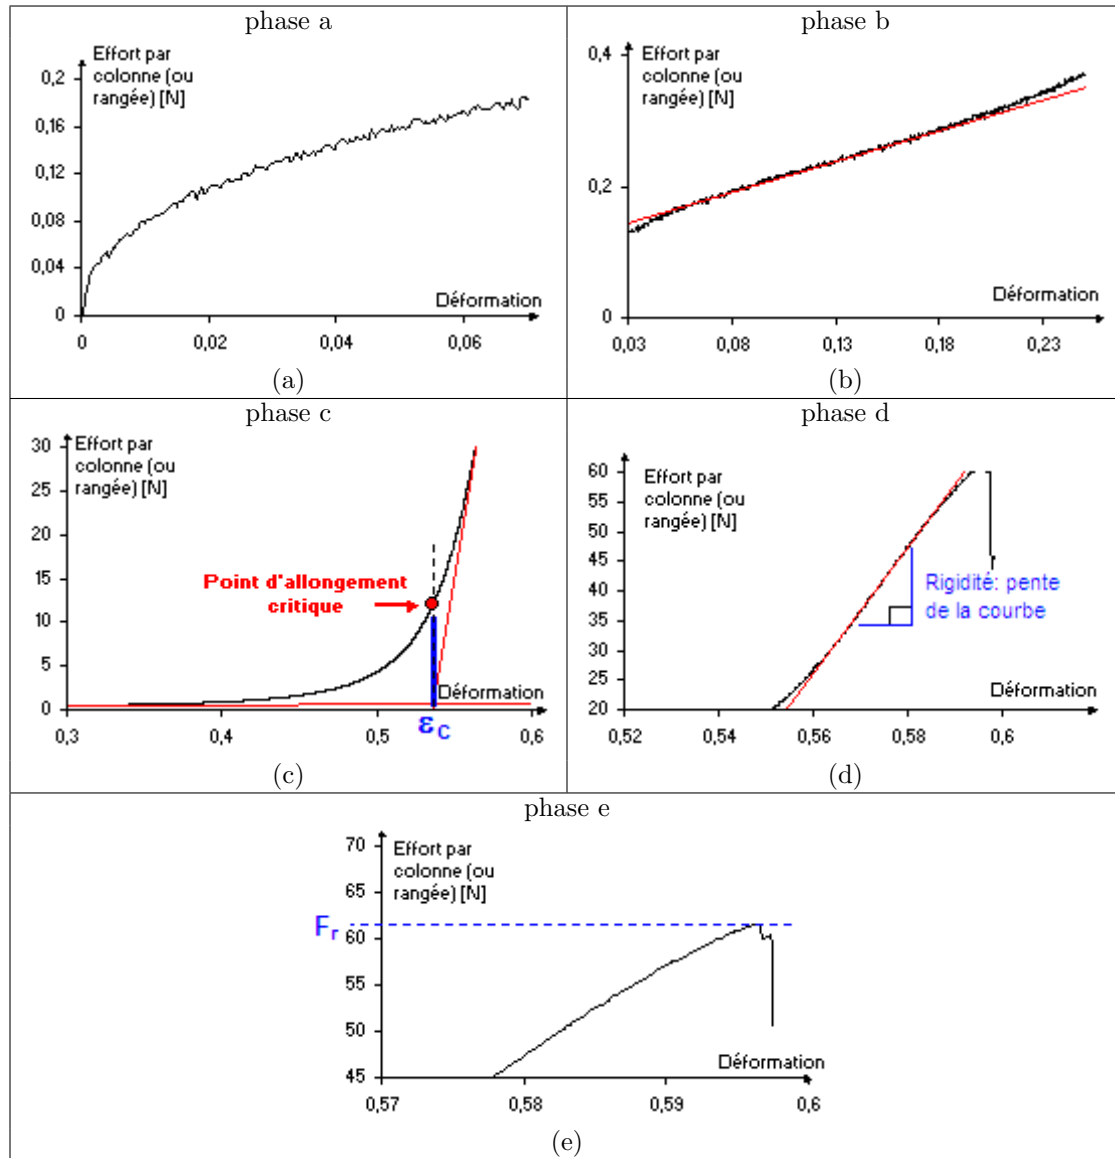 phase a
Effort par
colonne (ou
rangée) [N]
0,2
0,16
0,12
0,08
0,04
0
Déformation
0
0,02
0,04
0,06
(a)
phase b
Effort par
colonne (ou
rangée) [N]
0,4
0,2
0
Déformation
0,03
0,08
0,13
0,18
0,23
(b)
phase c
Effort par
colonne (ou
rangée) [N]
30
25
20
15
10
5
0
Point d'allongement
critique
Déformation
εC
0,3
0,4
0,5
0,6
(c)
phase d
Effort par
colonne (ou
rangée) [N]
60
55
50
45
40
35
30
25
20
Rigidité: pente
de la courbe
Déformation
0,52
0,54
0,56
0,58
0,6
(d)
phase e
Effort par
colonne (ou
rangée) [N]
70
65
Fr
60
55
50
45
Déformation
0,57
0,58
0,59
0,6
(e)